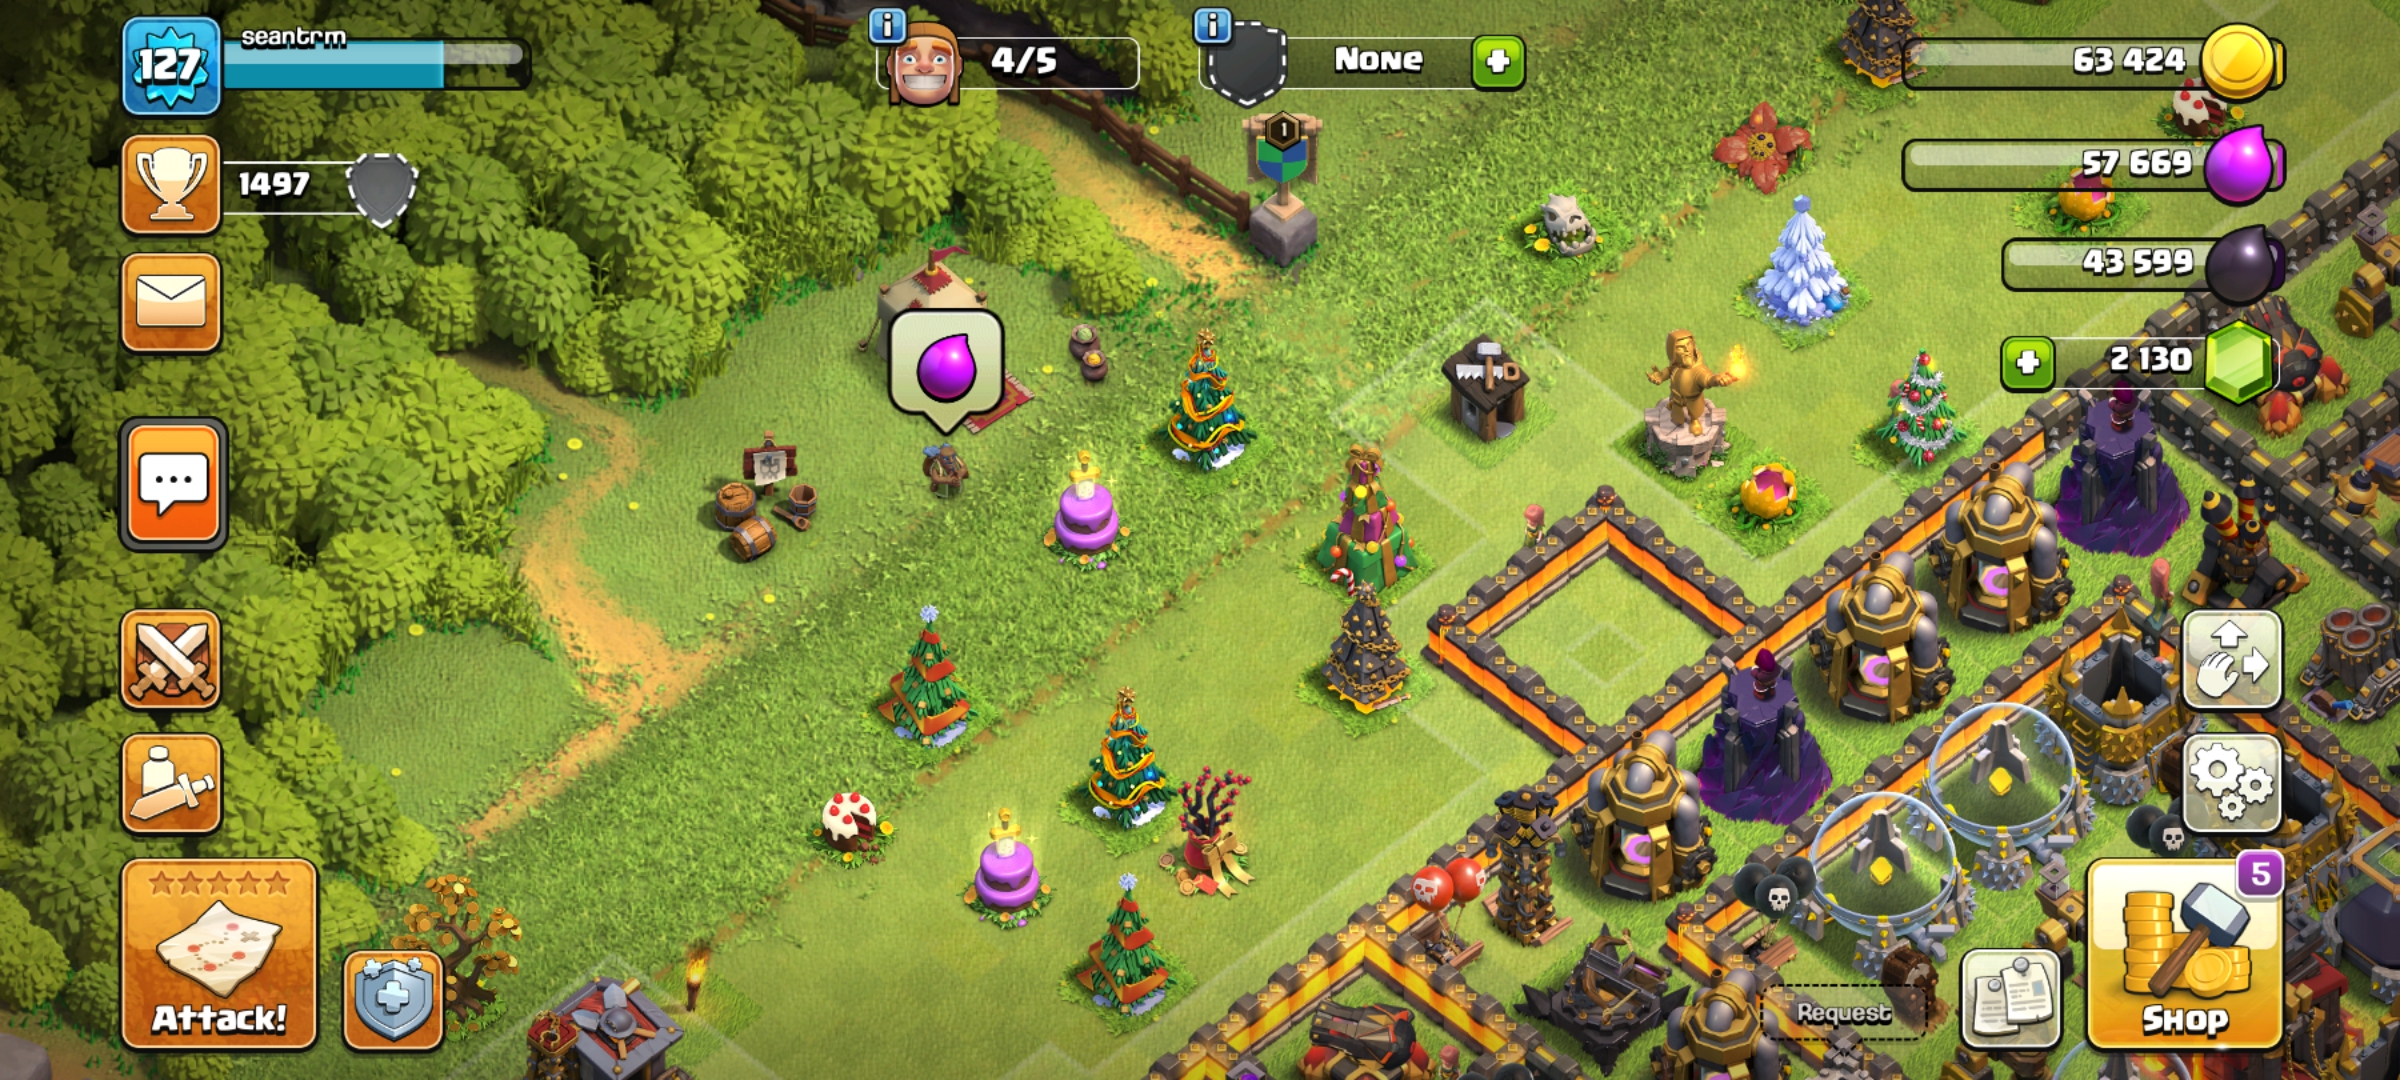 127
seantrm
4/5
None
63 424
1497
57 669
43 599
2 130
1
5
Attack!
Request
Shop